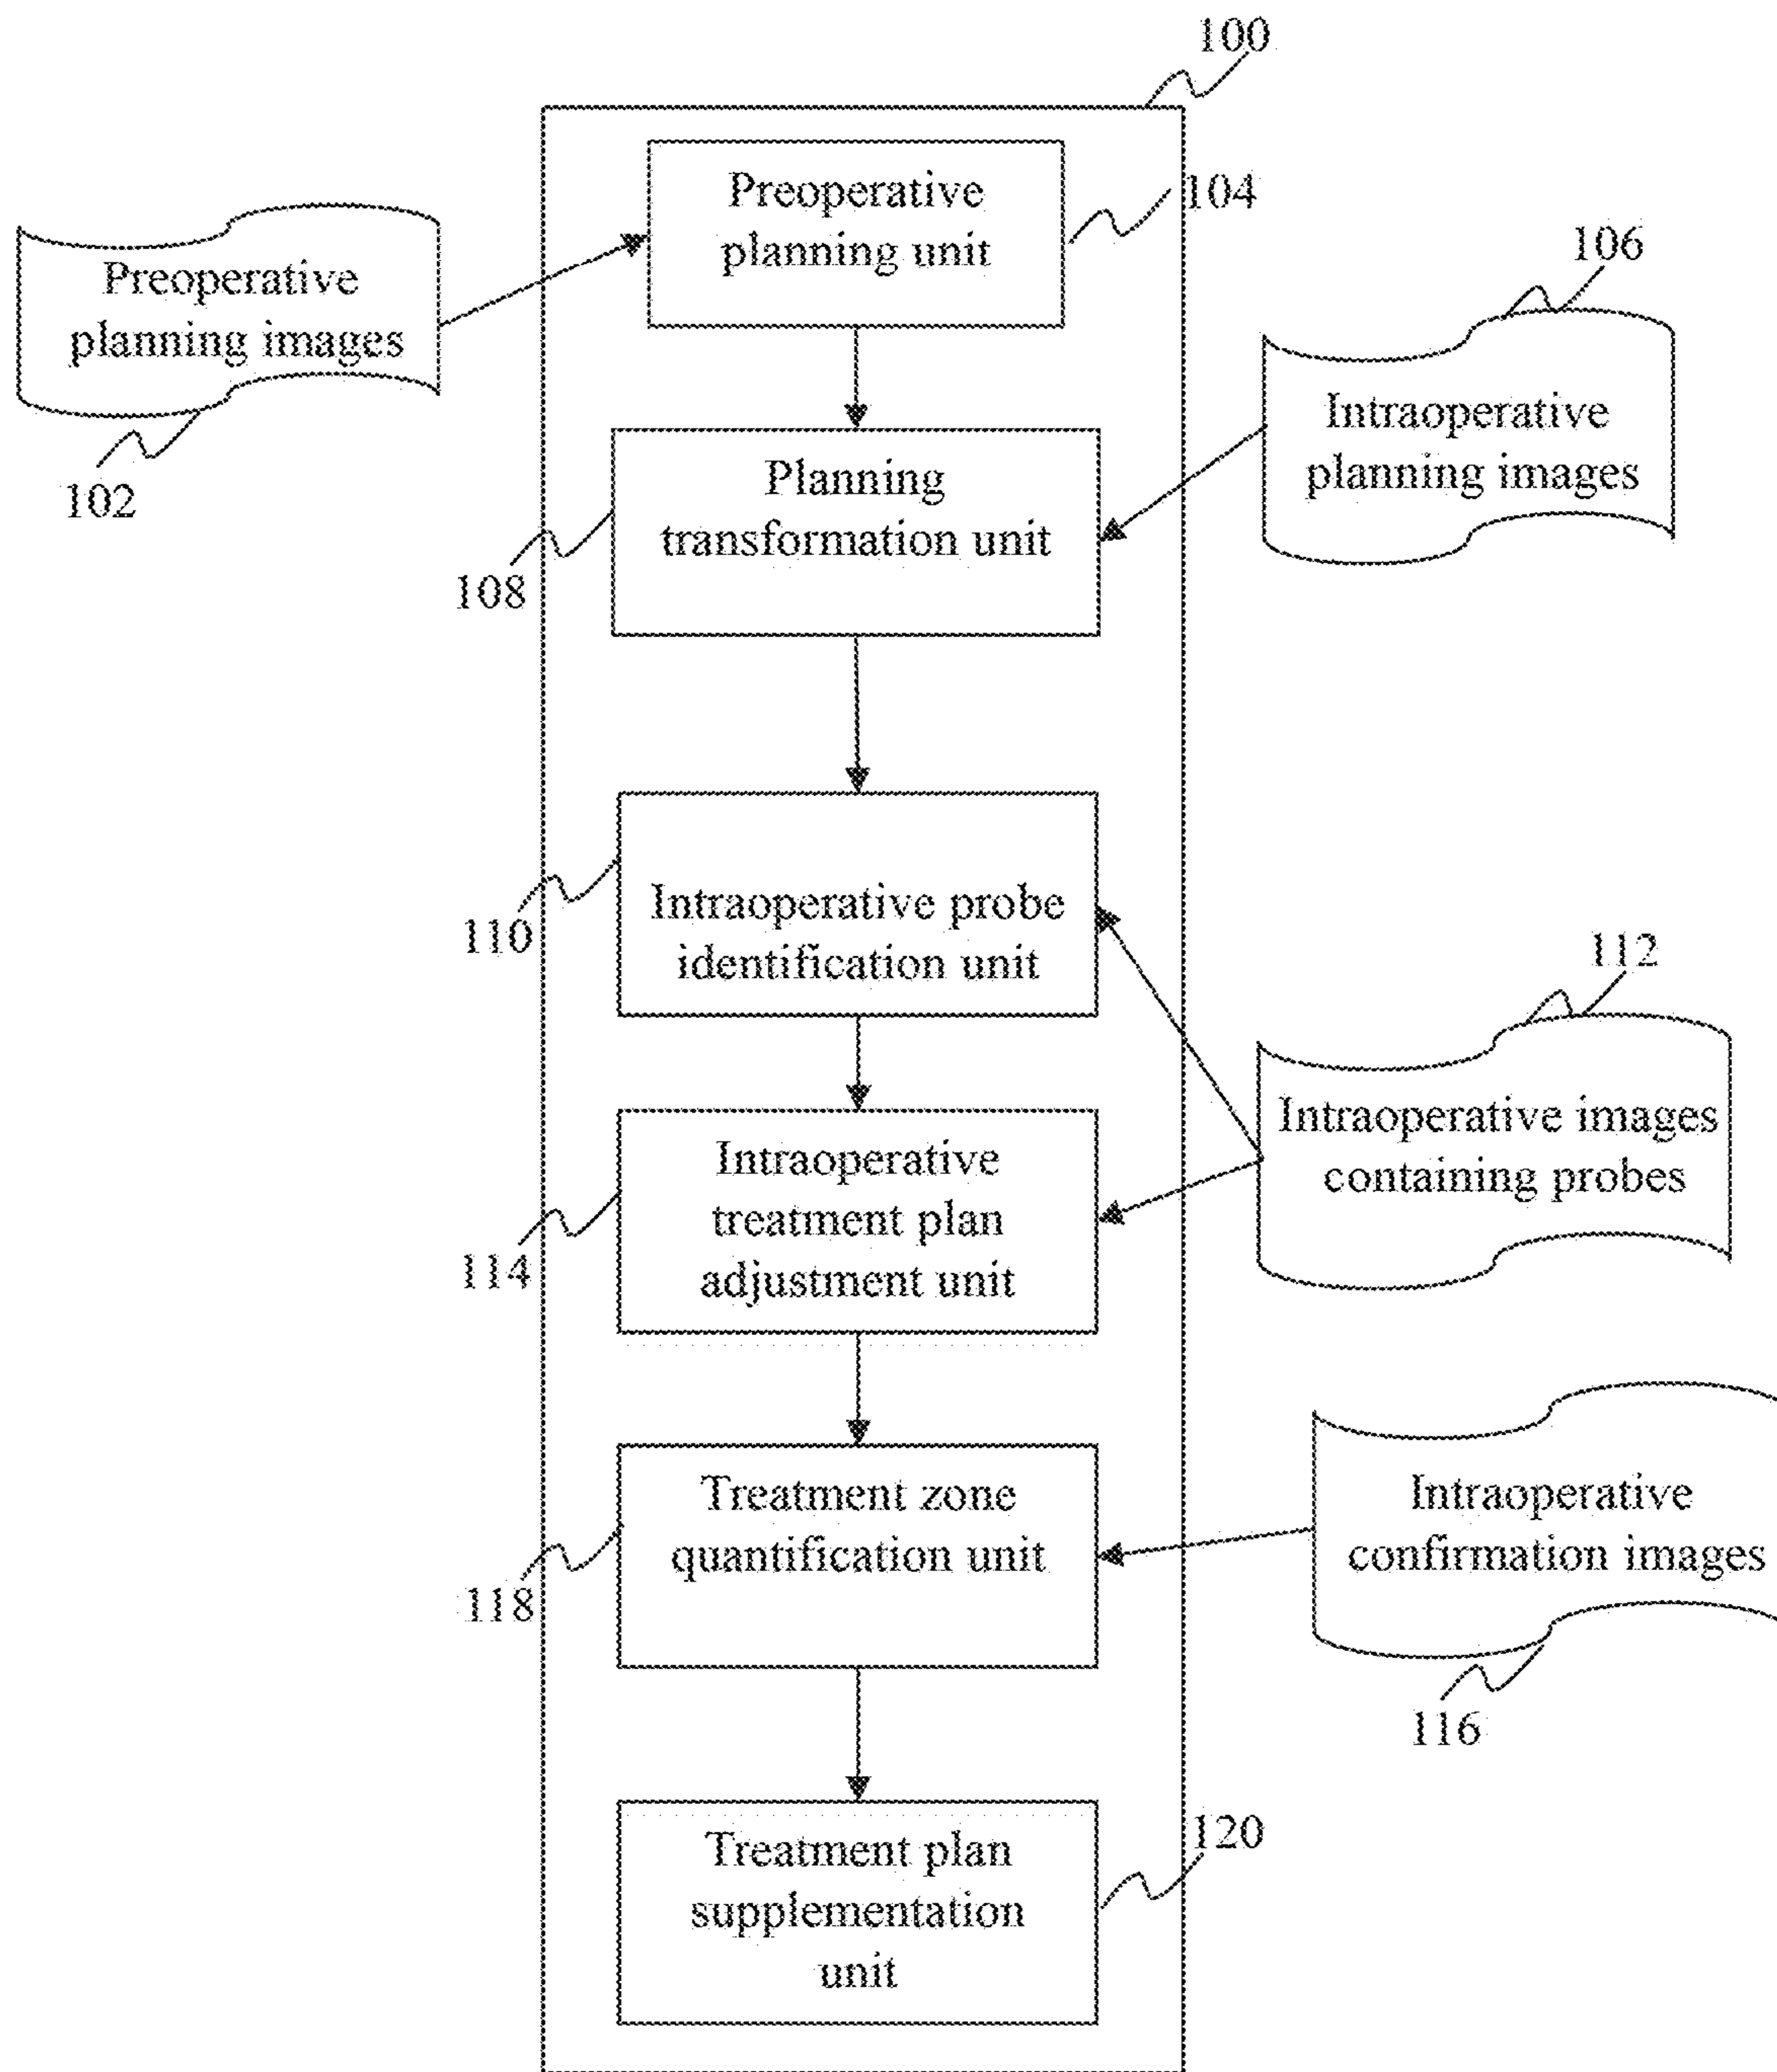 100
Preoperative
planning unit
104
Preoperative
planning images
102
106
Intraoperative
planning images
Planning
transformation unit
108
Intraoperative probe
identification unit
110
112
Intraoperative images
containing probes
Intraoperative
treatment plan
adjustment unit
114
Treatment zone
quantification unit
118
Intraoperative
confirmation images
116
Treatment plan
supplementation
unit
120